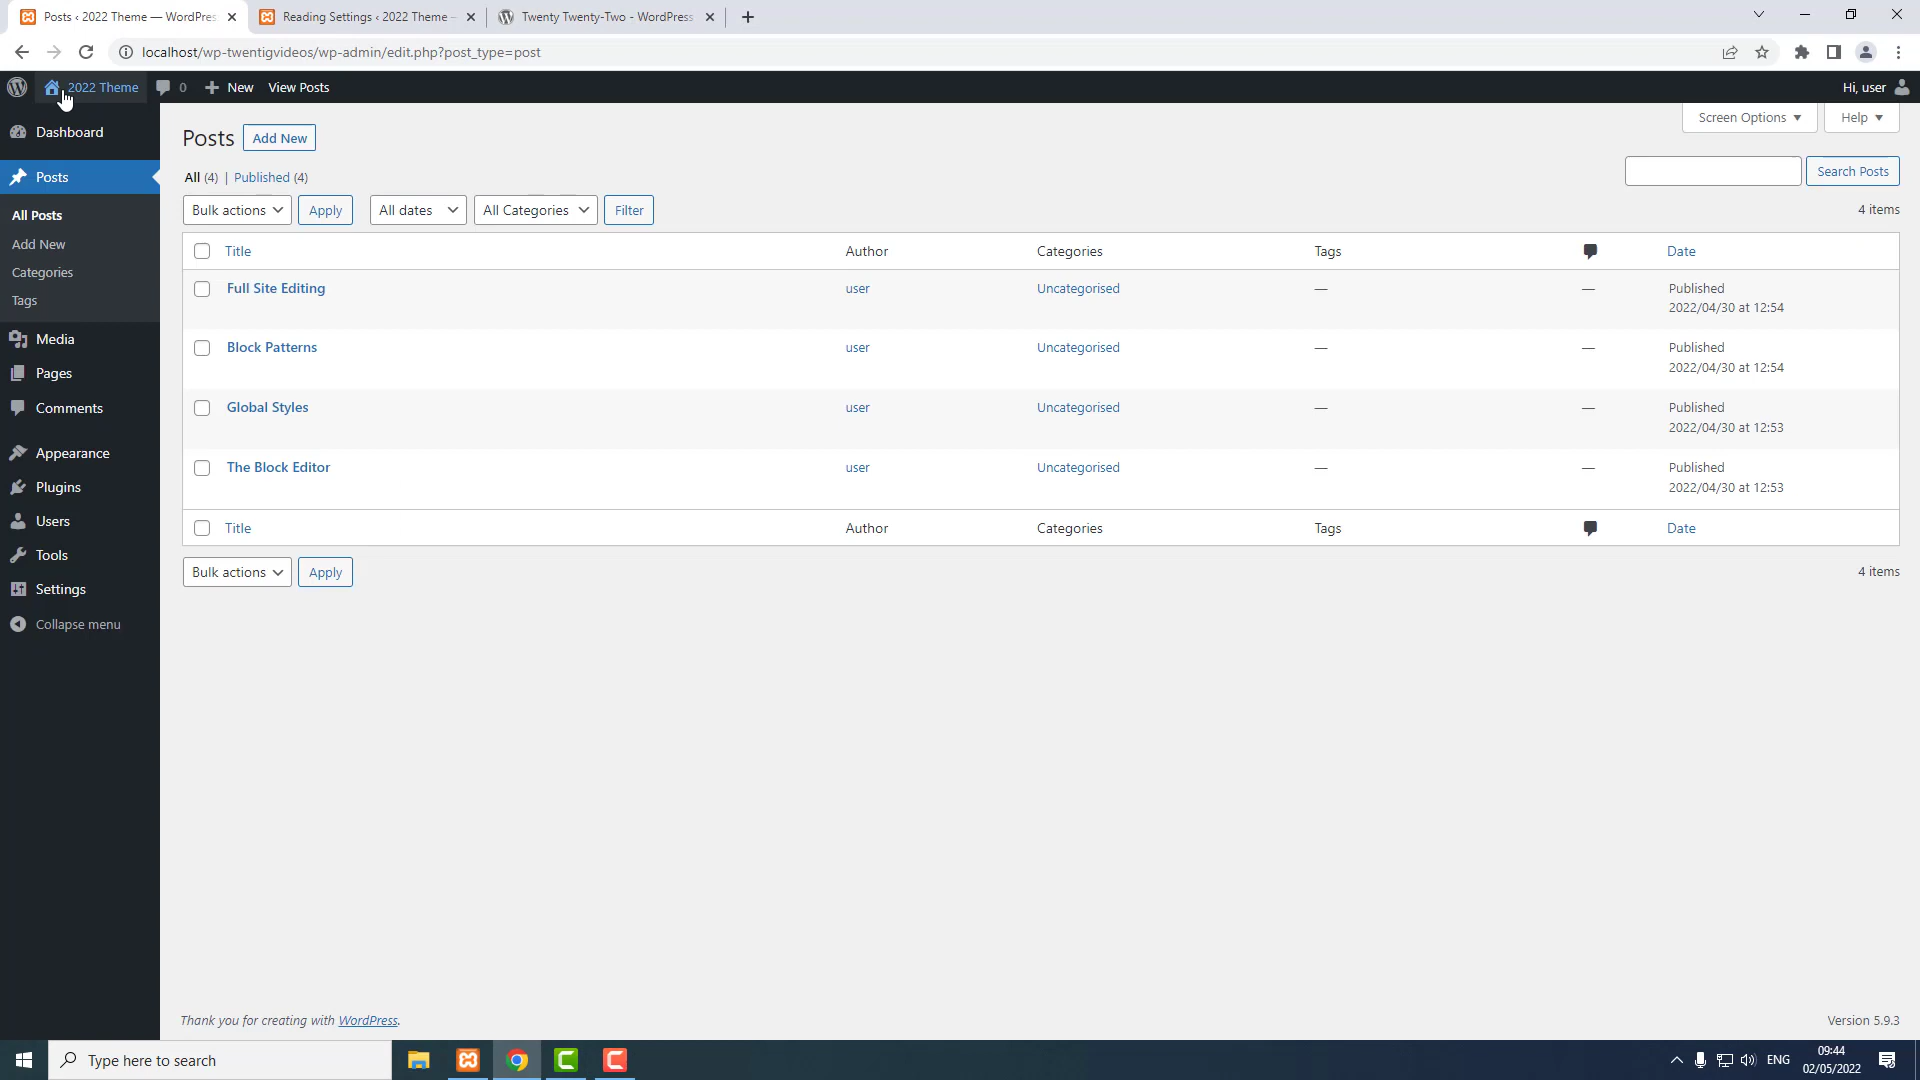 Posts ‹ 2022 Theme — WordPres
Reading Settings ‹ 2022 Theme —
Twenty Twenty-Two - WordPress
localhost/wp-twentigvideos/wp-admin/edit.php?post_type=post
2022 Theme
0
New
View Posts
Hi, user
Dashboard
Posts
All Posts
Add New
Categories
Tags
Media
Pages
Comments
Appearance
Plugins
Users
Tools
Settings
Collapse menu
Screen Options
Help
Posts Add New
All (4) | Published (4)
Search Posts
Bulk actions Apply All dates All Categories Filter
4 items
Title Author Categories Tags Date
Full Site Editing user Uncategorised — — Published
2022/04/30 at 12:54
Block Patterns user Uncategorised — — Published
2022/04/30 at 12:54
Global Styles user Uncategorised — — Published
2022/04/30 at 12:53
The Block Editor user Uncategorised — — Published
2022/04/30 at 12:53
Title Author Categories Tags Date
Bulk actions Apply
4 items
Thank you for creating with WordPress.
Version 5.9.3
Type here to search
ENG
09:44
02/05/2022